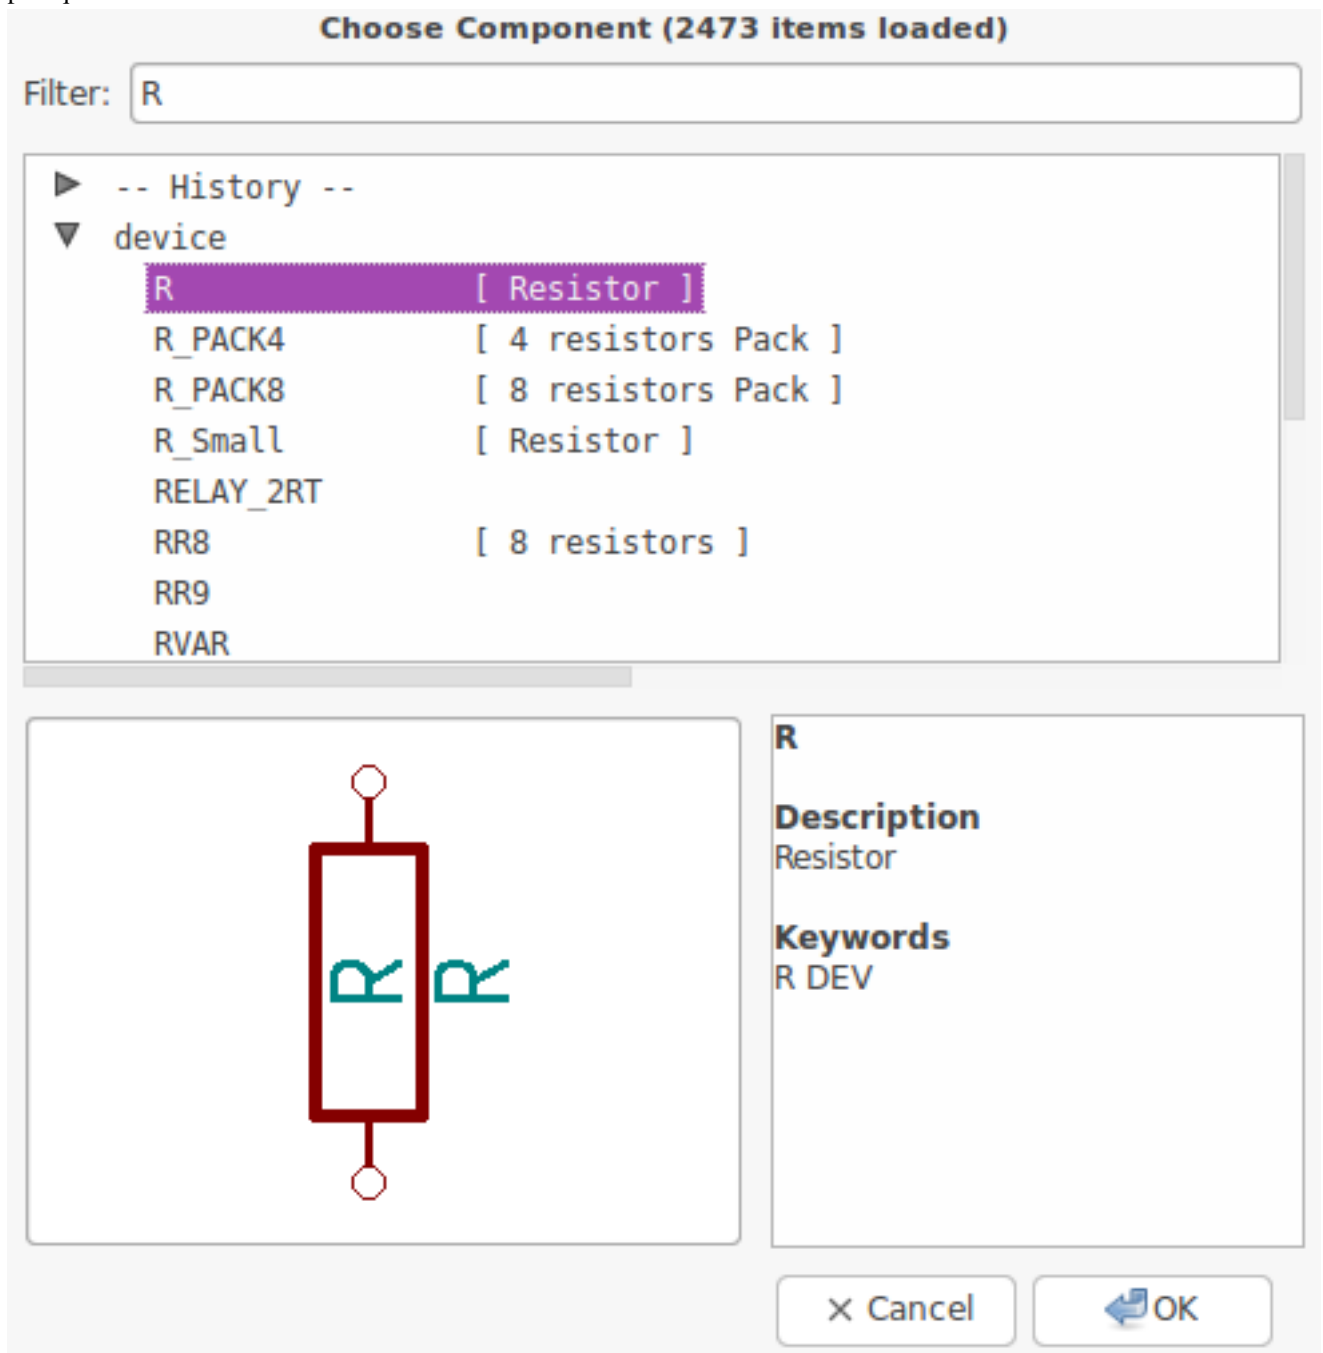 Choose Component (2473 items loaded)
Filter: R
-- History --
device
R [ Resistor ]
R_PACK4 [ 4 resistors Pack ]
R_PACK8 [ 8 resistors Pack ]
R_Small [ Resistor ]
RELAY_2RT
RR8 [ 8 resistors ]
RR9
RVAR
R R
R
Description
Resistor
Keywords
R DEV
Cancel OK